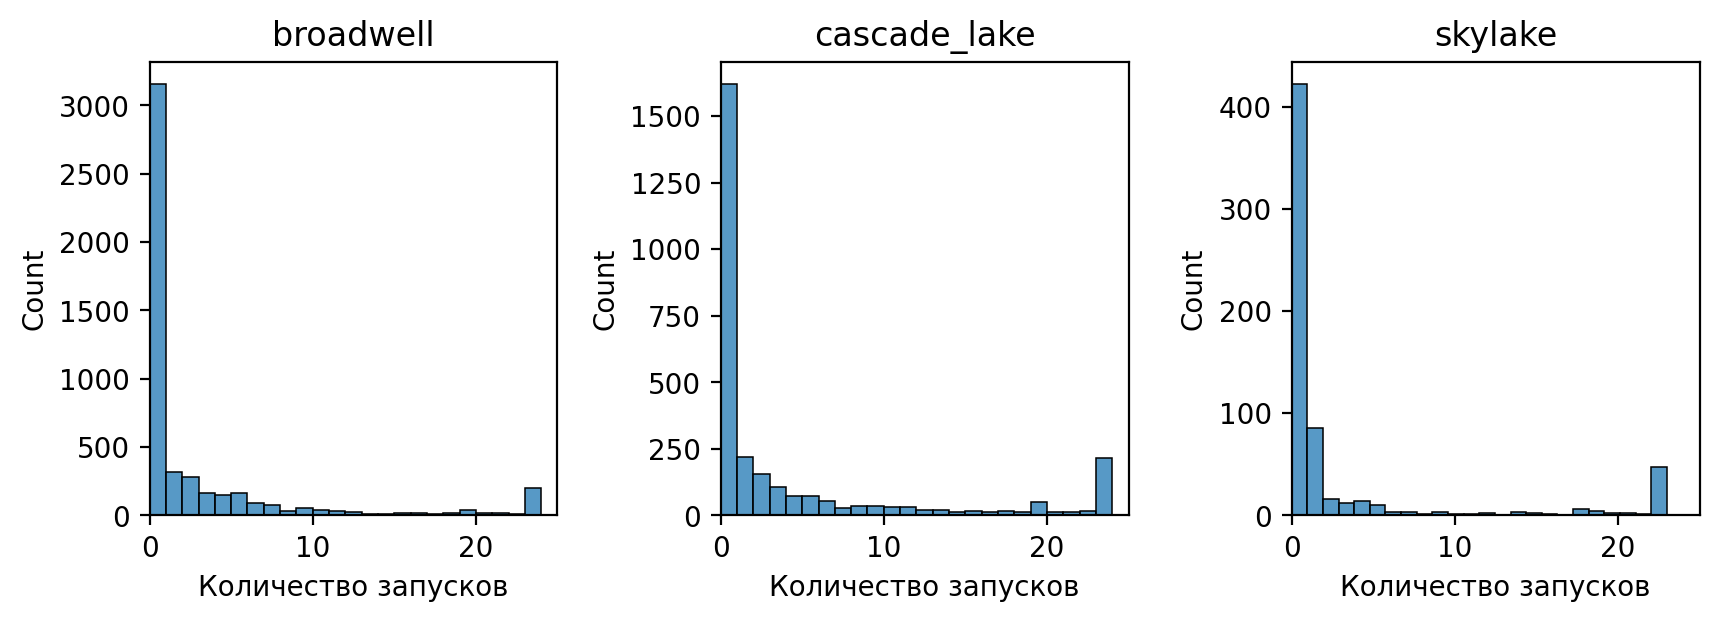 broadwell
Count
3000
2500
2000
1500
1000
500
0
0 10 20
Количество запусков
cascade_lake
Count
1500
1250
1000
750
500
250
0
0 10 20
Количество запусков
skylake
Count
400
300
200
100
0
0 10 20
Количество запусков